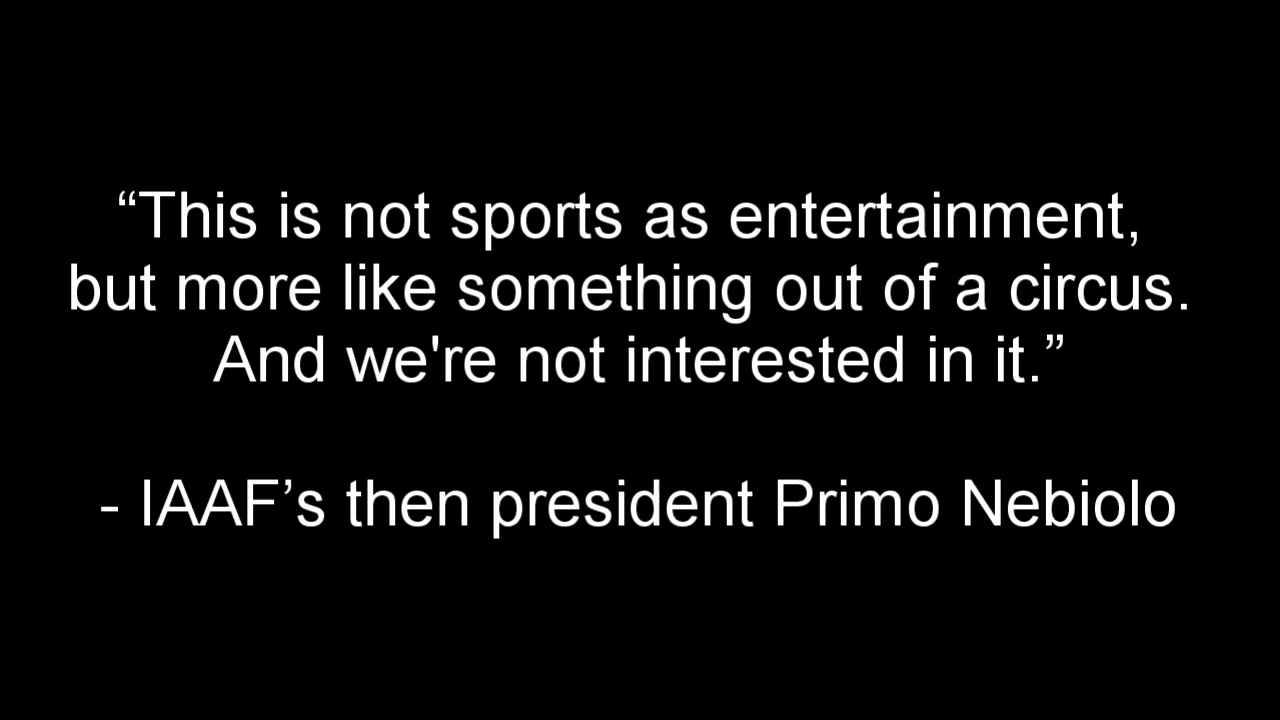 “This is not sports as entertainment,
but more like something out of a circus.
And we're not interested in it.”
- IAAF’s then president Primo Nebiolo